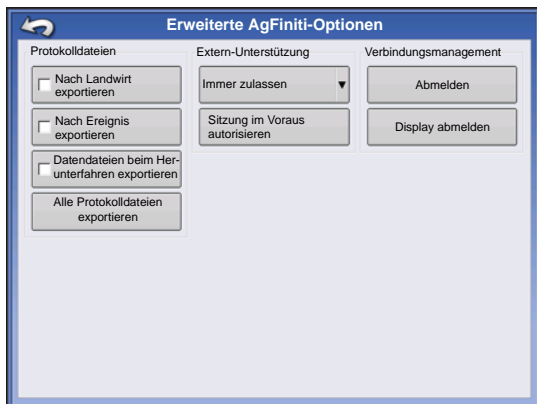 Erweiterte AgFiniti-Optionen
Protokolldateien
Nach Landwirt
exportieren
Nach Ereignis
exportieren
Datendateien beim Her-
unterfahren exportieren
Alle Protokolldateien
exportieren
Extern-Unterstützung
Immer zulassen
Sitzung im Voraus
autorisieren
Verbindungsmanagement
Abmelden
Display abmelden